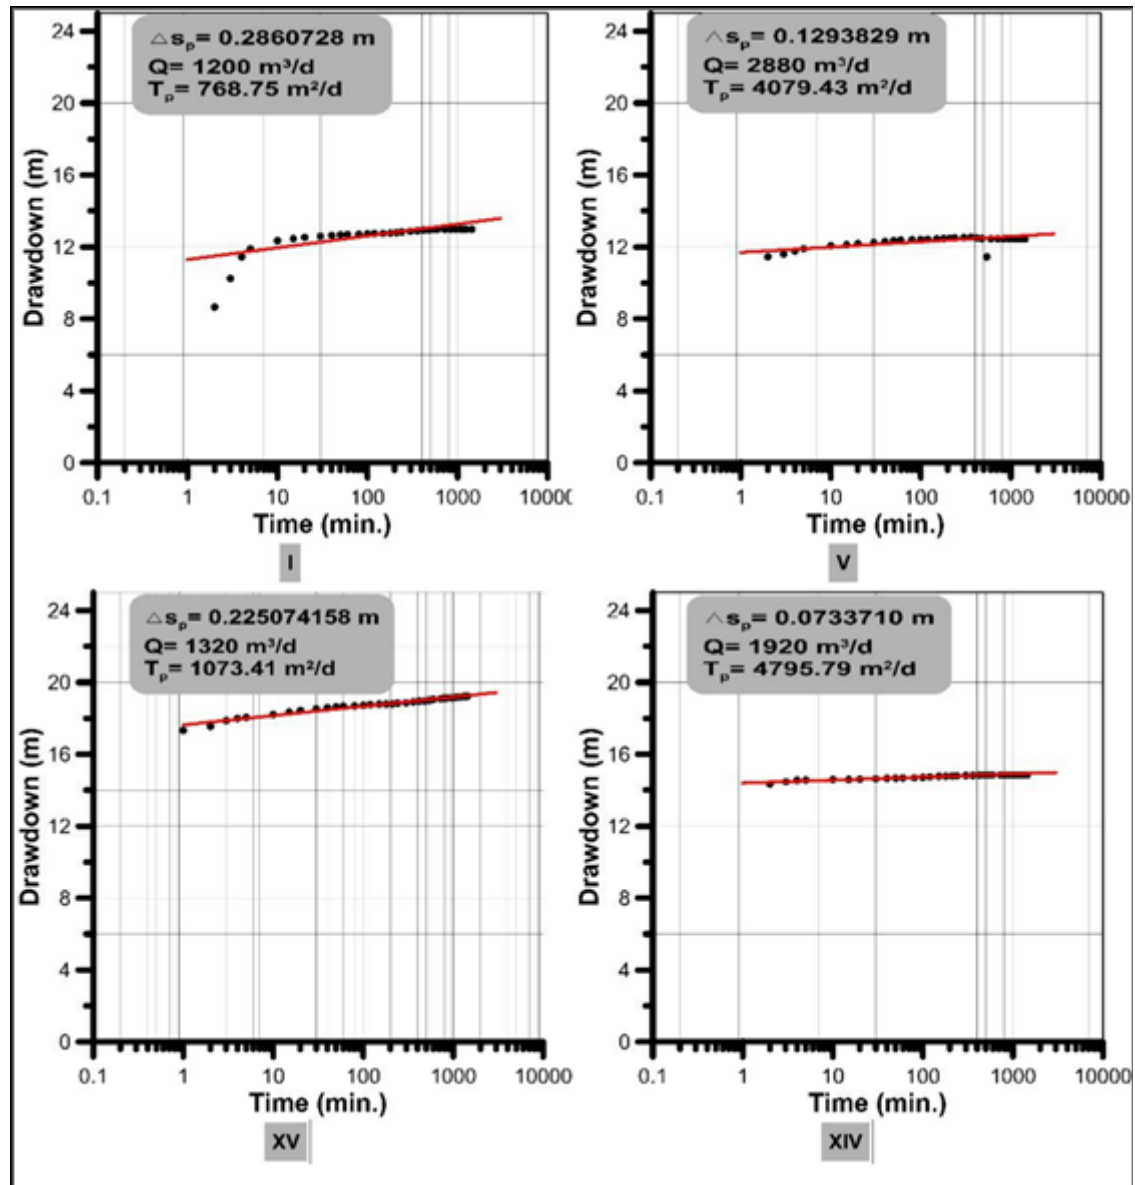 △sₚ= 0.2860728 m
Q= 1200 m³/d
Tₚ= 768.75 m²/d
24
20
16
12
8
4
0
Drawdown (m)
0.1 1 10 100 1000 10000
Time (min.)
I
△sₚ= 0.1293829 m
Q= 2880 m³/d
Tₚ= 4079.43 m²/d
24
20
16
12
8
4
0
Drawdown (m)
0.1 1 10 100 1000 10000
Time (min.)
V
△sₚ= 0.225074158 m
Q= 1320 m³/d
Tₚ= 1073.41 m²/d
24
20
16
12
8
4
0
Drawdown (m)
0.1 1 10 100 1000 10000
Time (min.)
XV
△sₚ= 0.0733710 m
Q= 1920 m³/d
Tₚ= 4795.79 m²/d
24
20
16
12
8
4
0
Drawdown (m)
0.1 1 10 100 1000 10000
Time (min.)
XIV